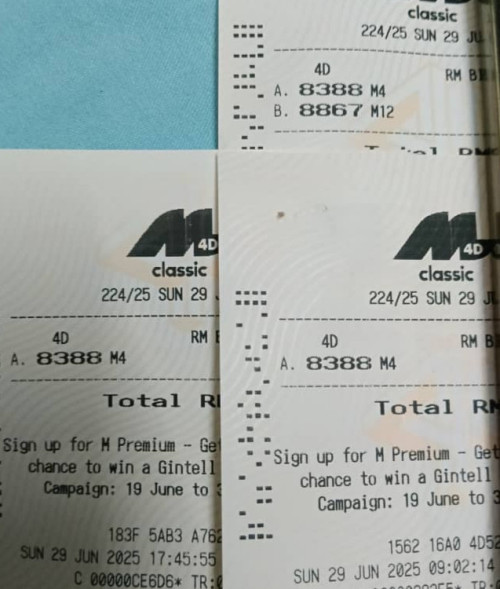 classic
224/25 SUN 29
4D RM
A. 8388 M4
B. 8867 M12
M 4D
classic
224/25 SUN 29
4D RM
A. 8388 M4
Total
Sign up for M Premium - Get
chance to win a Gintell
Campaign: 19 June to
183F 5AB3 A762
SUN 29 JUN 2025 17:45:55
C 00000CE6D6* TR:
M 4D
classic
224/25 SUN 29
4D RM B
A. 8388 M4
Total
Sign up for M Premium - Get
chance to win a Gintell
Campaign: 19 June to
1562 16A0 4D52
SUN 29 JUN 2025 09:02:14